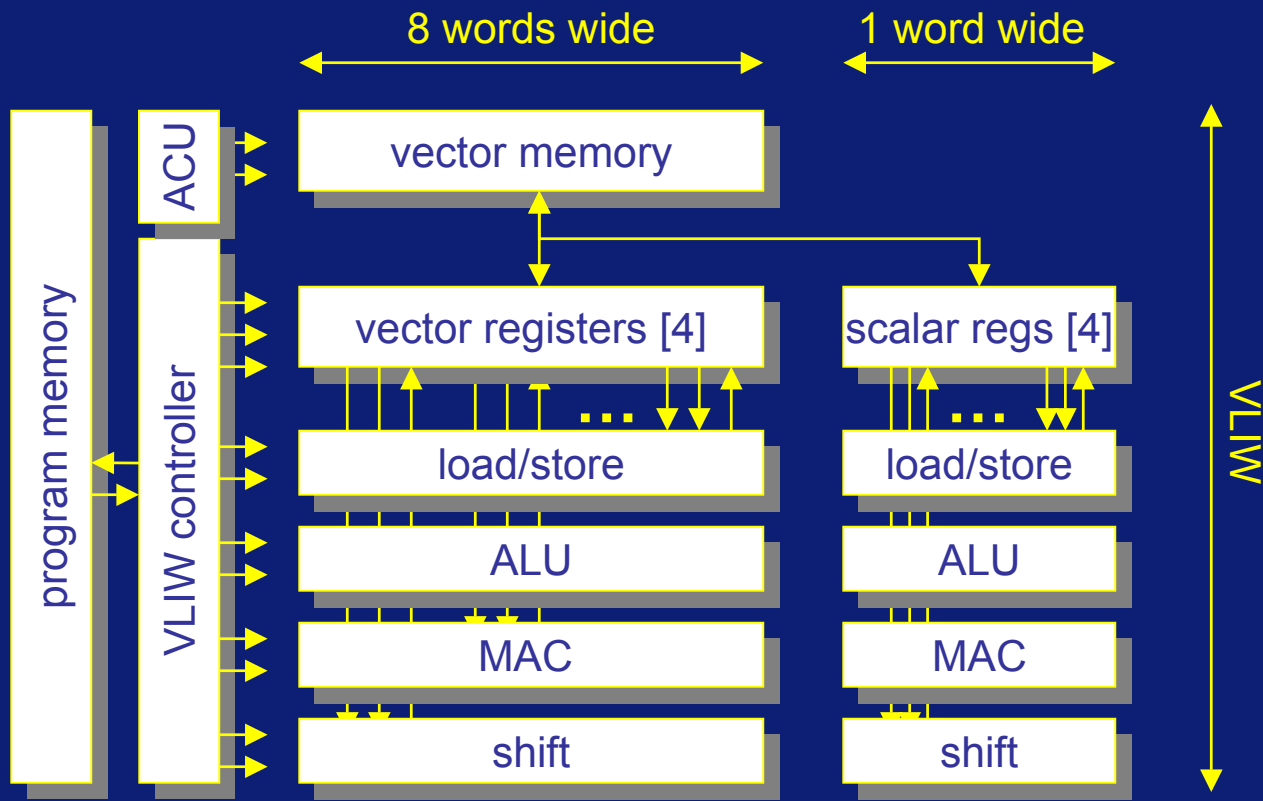 8 words wide
1 word wide
program memory
ACU
VLIW controller
vector memory
vector registers [4]
scalar regs [4]
...
...
load/store
load/store
ALU
ALU
MAC
MAC
shift
shift
VLIW